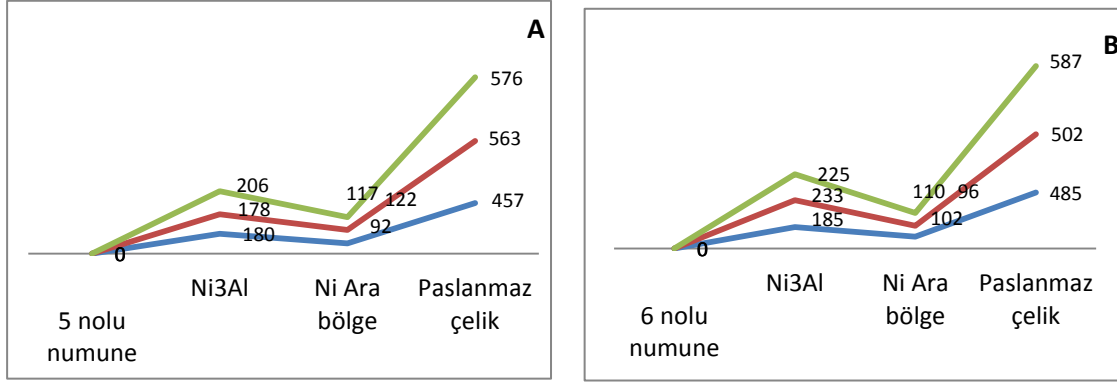 A
576
563
457
206
178
180
117
122
92
0
Ni3Al
Ni Ara
bölge
Paslanmaz
çelik
5 nolu
numune
B
587
502
485
225
233
185
110
96
102
0
Ni3Al
Ni Ara
bölge
Paslanmaz
çelik
6 nolu
numune